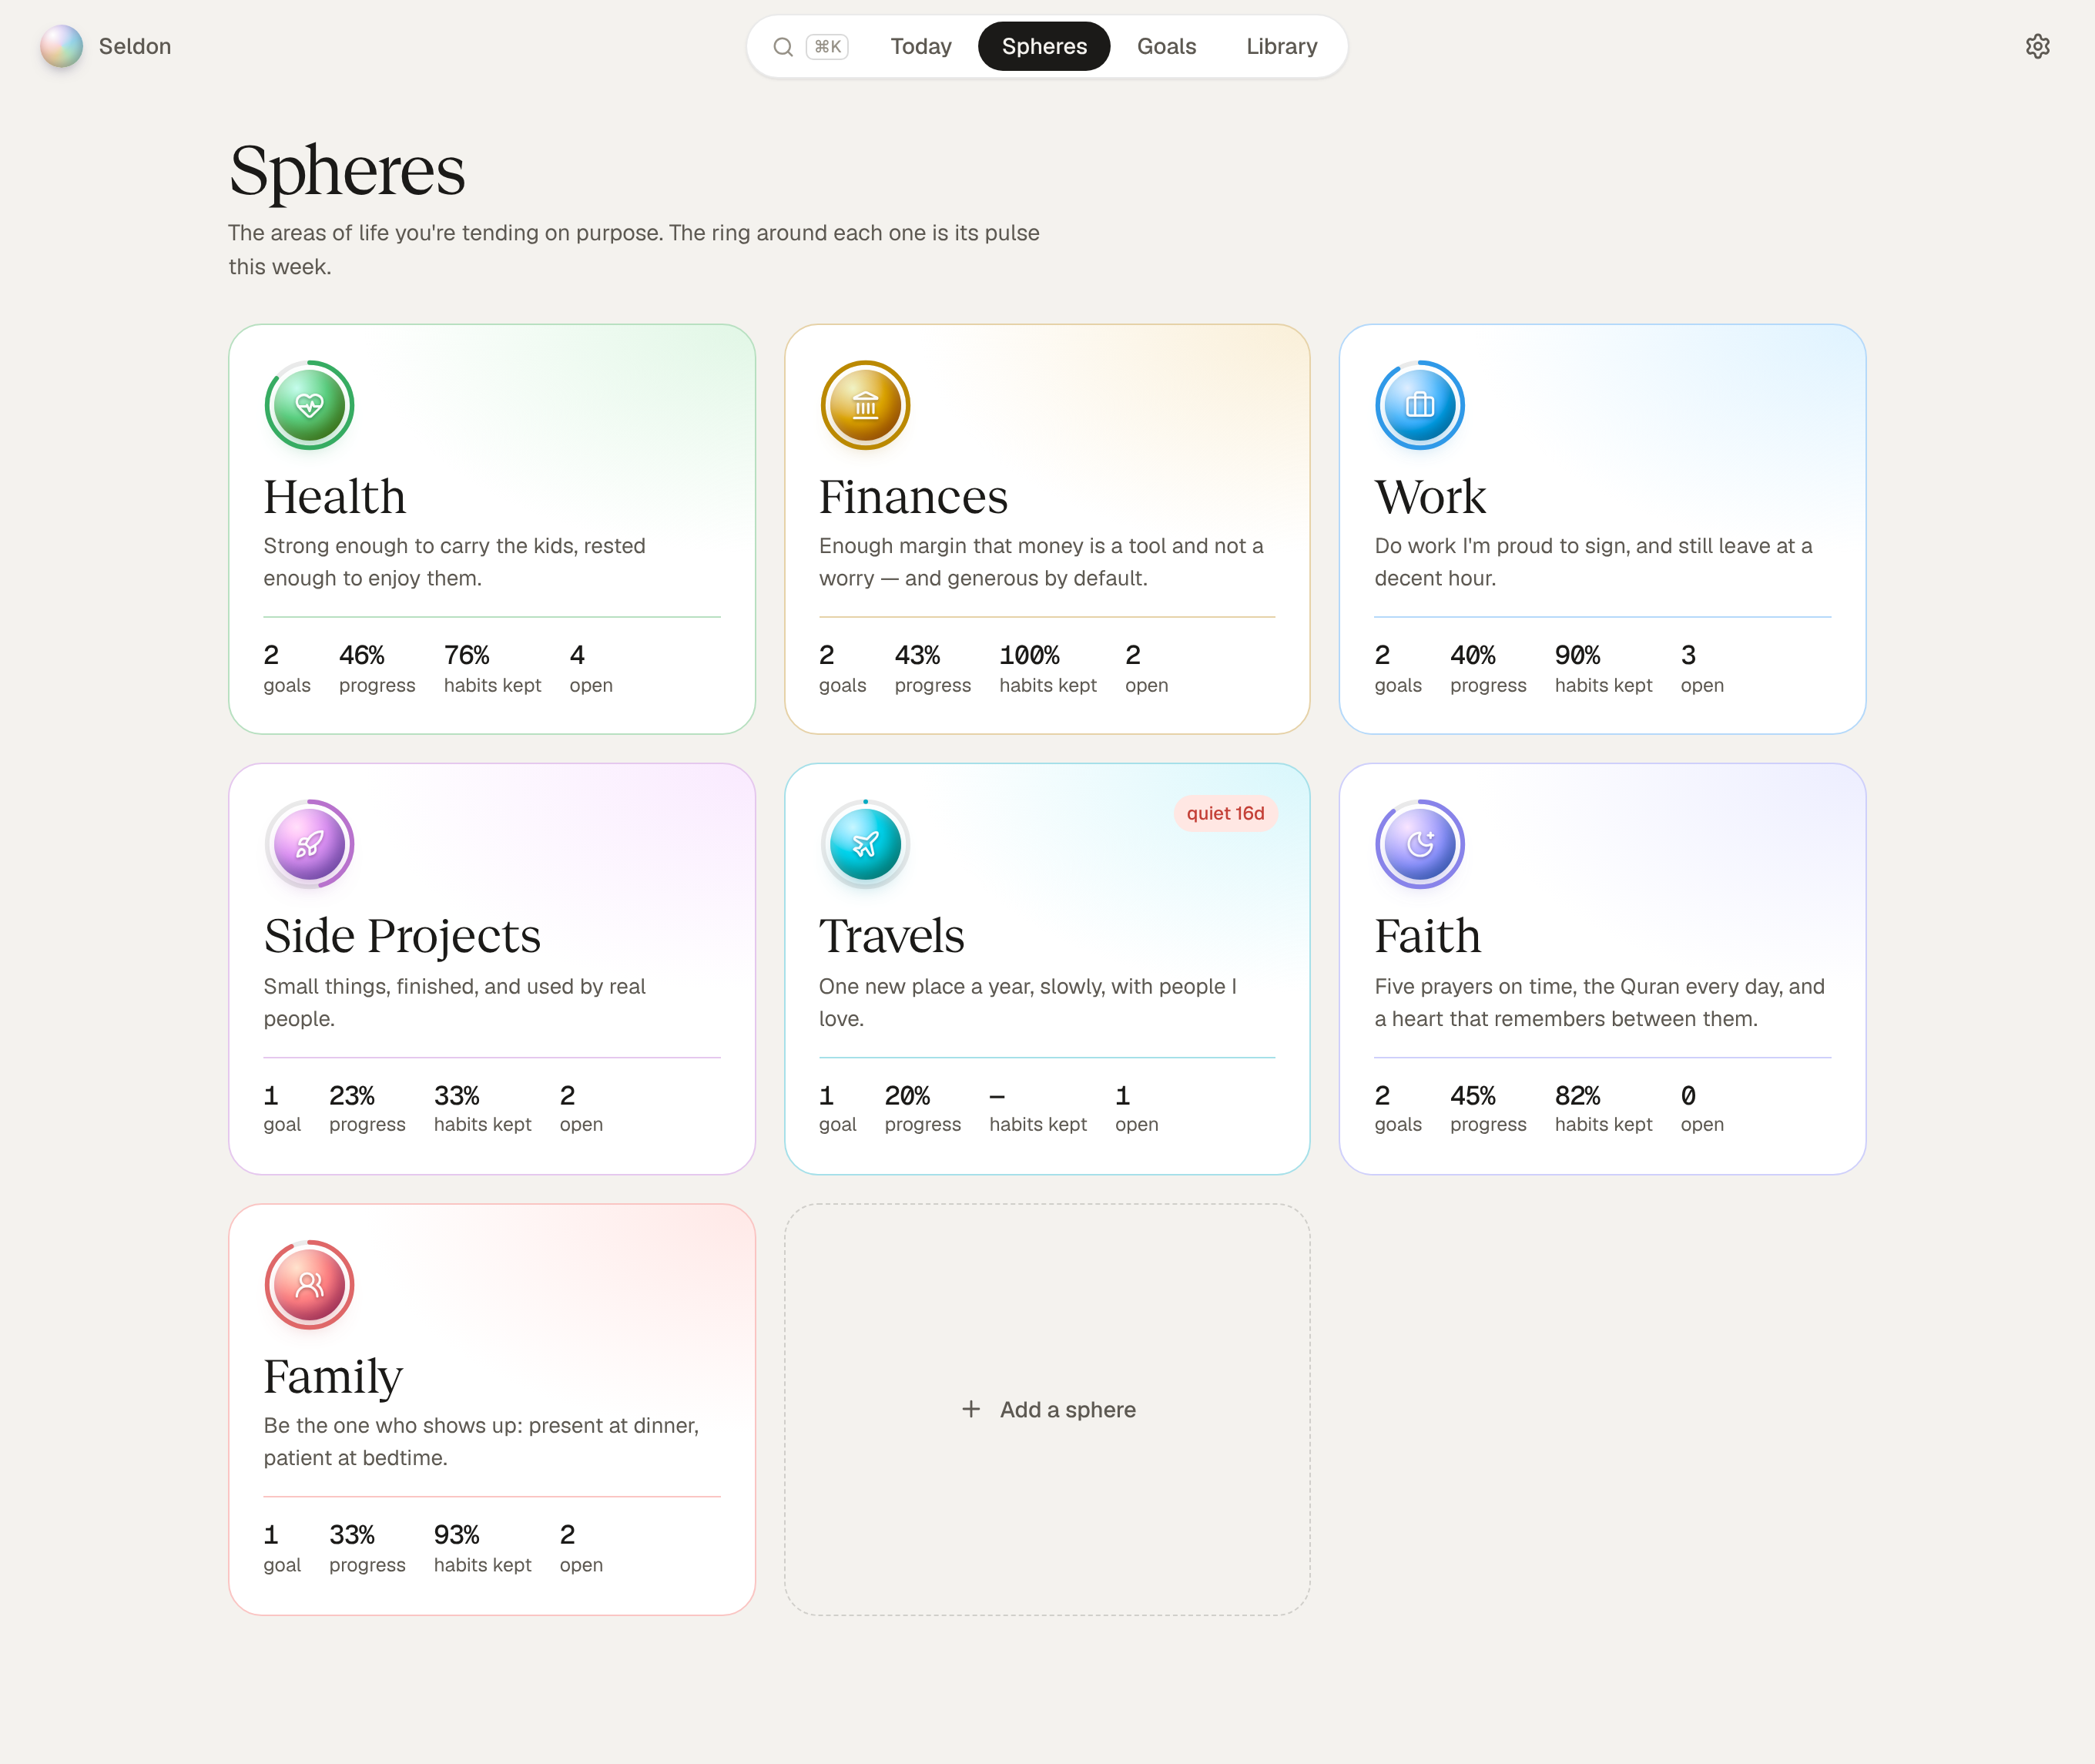 Seldon
⌘K
Today
Spheres
Goals
Library
Spheres
The areas of life you're tending on purpose. The ring around each one is its pulse
this week.
Health
Strong enough to carry the kids, rested
enough to enjoy them.
2 46% 76% 4
goals progress habits kept open
Finances
Enough margin that money is a tool and not a
worry — and generous by default.
2 43% 100% 2
goals progress habits kept open
Work
Do work I'm proud to sign, and still leave at a
decent hour.
2 40% 90% 3
goals progress habits kept open
Side Projects
Small things, finished, and used by real
people.
1 23% 33% 2
goal progress habits kept open
quiet 16d
Travels
One new place a year, slowly, with people I
love.
1 20% — 1
goal progress habits kept open
Faith
Five prayers on time, the Quran every day, and
a heart that remembers between them.
2 45% 82% 0
goals progress habits kept open
Family
Be the one who shows up: present at dinner,
patient at bedtime.
1 33% 93% 2
goal progress habits kept open
+ Add a sphere